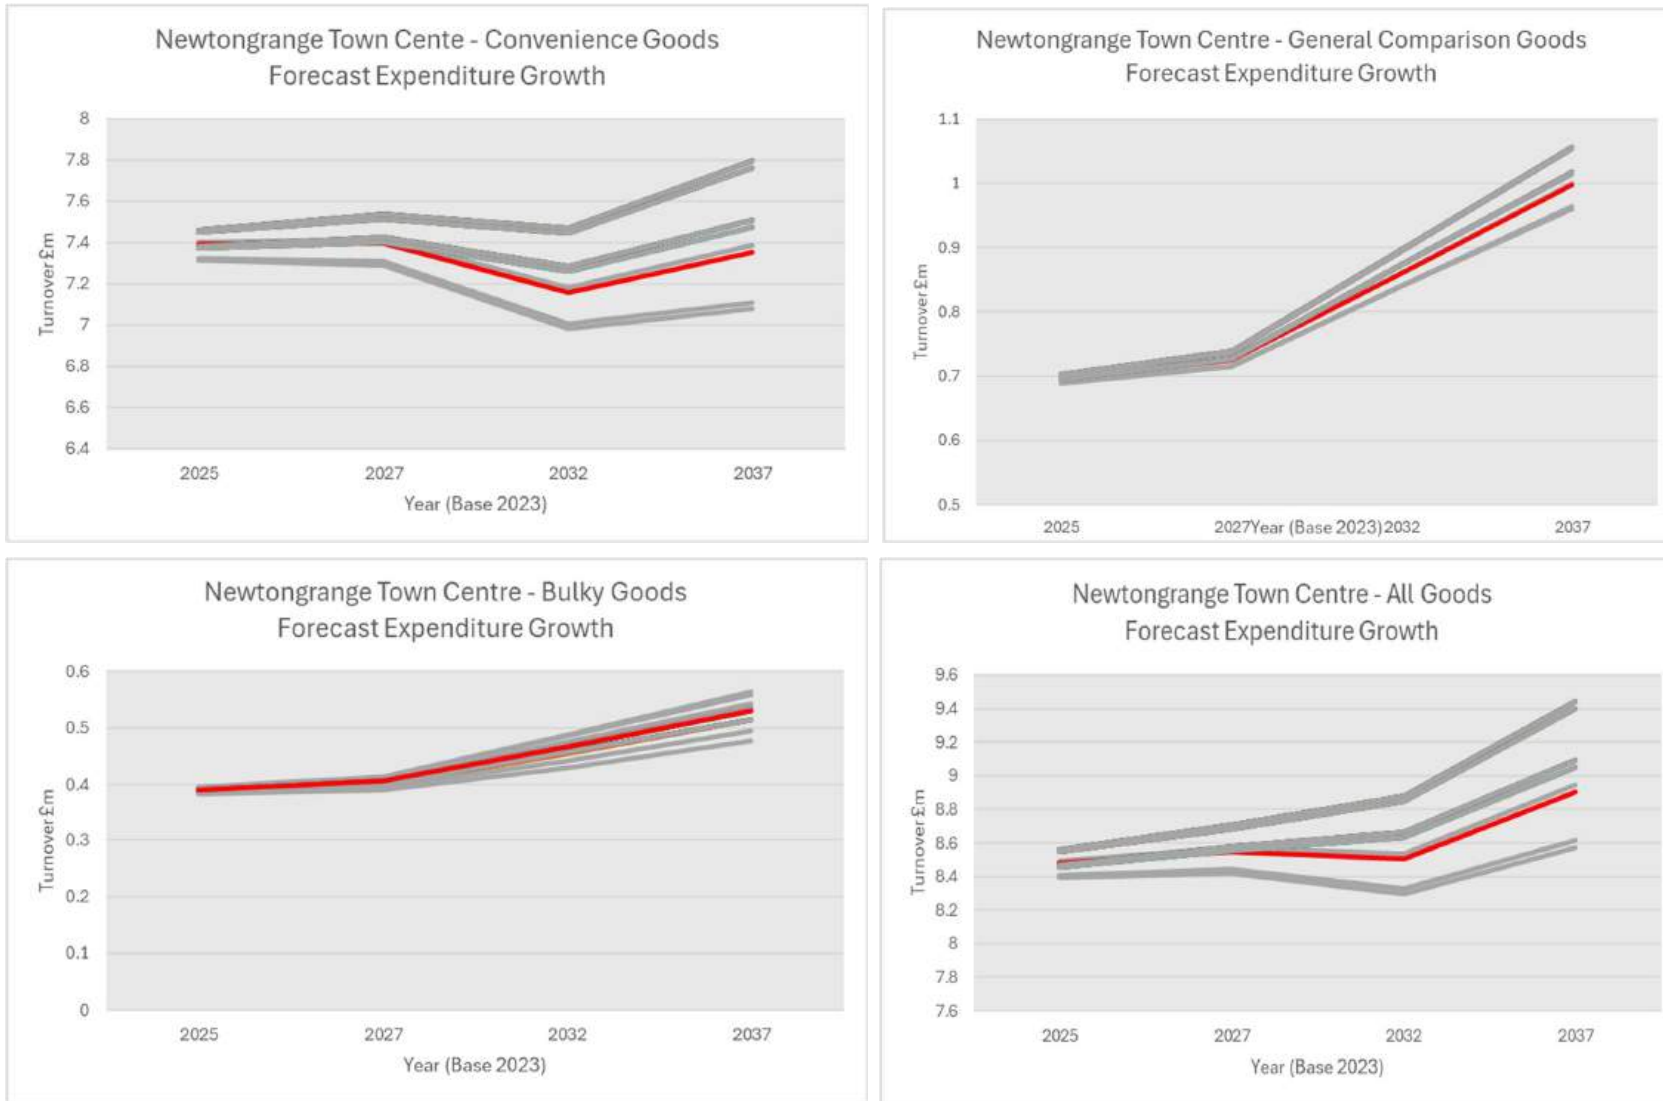 Newtongrange Town Cente - Convenience Goods
Forecast Expenditure Growth
8
7.8
7.6
7.4
7.2
7
6.8
6.6
6.4
Turnover £m
2025 2027 2032 2037
Year (Base 2023)
Newtongrange Town Centre - General Comparison Goods
Forecast Expenditure Growth
1.1
1
0.9
0.8
0.7
0.6
0.5
Turnover £m
2025 2027Year (Base 2023)2032 2037
Newtongrange Town Centre - Bulky Goods
Forecast Expenditure Growth
0.6
0.5
0.4
0.3
0.2
0.1
0
Turnover £m
2025 2027 2032 2037
Year (Base 2023)
Newtongrange Town Centre - All Goods
Forecast Expenditure Growth
9.6
9.4
9.2
9
8.8
8.6
8.4
8.2
8
7.8
7.6
Turnover £m
2025 2027 2032 2037
Year (Base 2023)